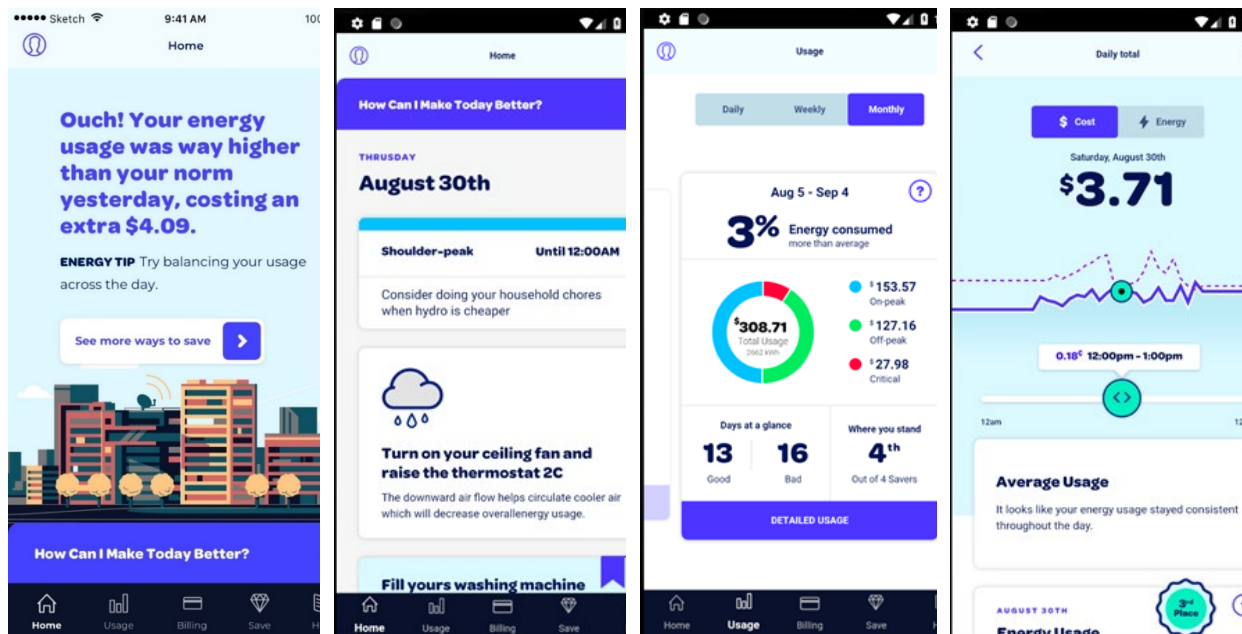 Sketch 9:41 AM 100
Home
Ouch! Your energy
usage was way higher
than your norm
yesterday, costing an
extra $4.09.
ENERGY TIP Try balancing your usage
across the day.
See more ways to save
How Can I Make Today Better?
Home Usage Billing Save H
Home
How Can I Make Today Better?
THRUSDAY
August 30th
Shoulder-peak Until 12:00AM
Consider doing your household chores
when hydro is cheaper
Turn on your ceiling fan and
raise the thermostat 2C
The downward air flow helps circulate cooler air
which will decrease overallenergy usage.
Fill yours washing machine
Home Usage Billing Save
Usage
Daily Weekly Monthly
Aug 5 - Sep 4 ?
3% Energy consumed
more than average
$308.71
Total Usage
2662 kWh
$153.57
On-peak
$127.16
Off-peak
$27.98
Critical
Days at a glance
13 16
Good Bad
Where you stand
4th
Out of 4 Savers
DETAILED USAGE
Home Usage Billing Save H
Daily total
$ Cost Energy
Saturday, August 30th
$3.71
0.18¢ 12:00pm - 1:00pm
12am 12
Average Usage
It looks like your energy usage stayed consistent
throughout the day.
AUGUST 30TH
3rd
Place
Energy Usage